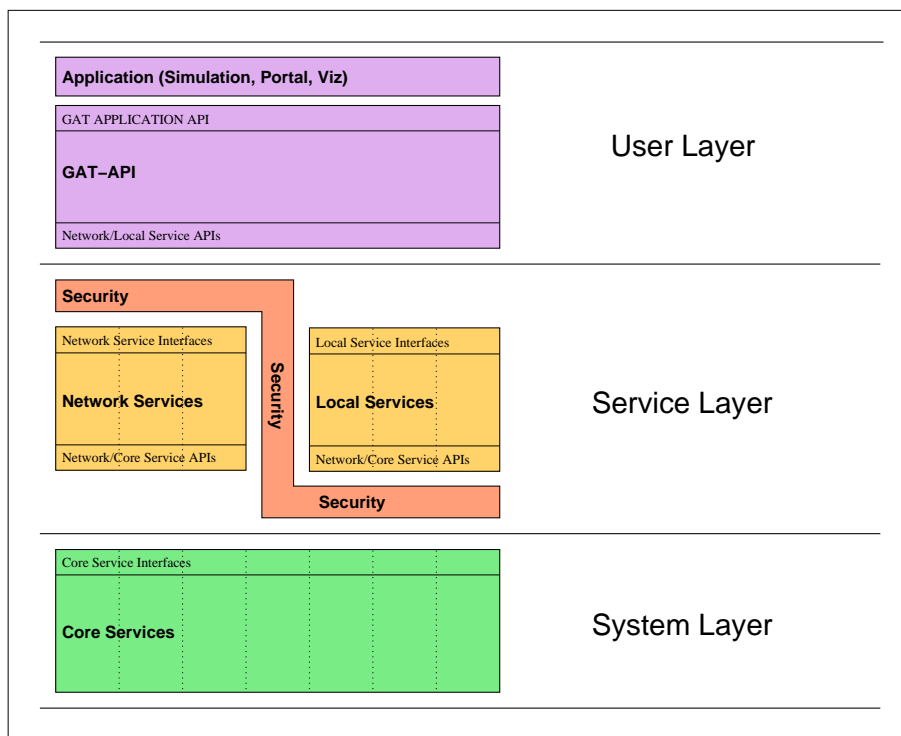 Application (Simulation, Portal, Viz)
GAT APPLICATION API
GAT–API
Network/Local Service APIs
User Layer
Security
Network Service Interfaces
Network Services
Network/Core Service APIs
Security
Local Service Interfaces
Local Services
Network/Core Service APIs
Security
Service Layer
Core Service Interfaces
Core Services
System Layer